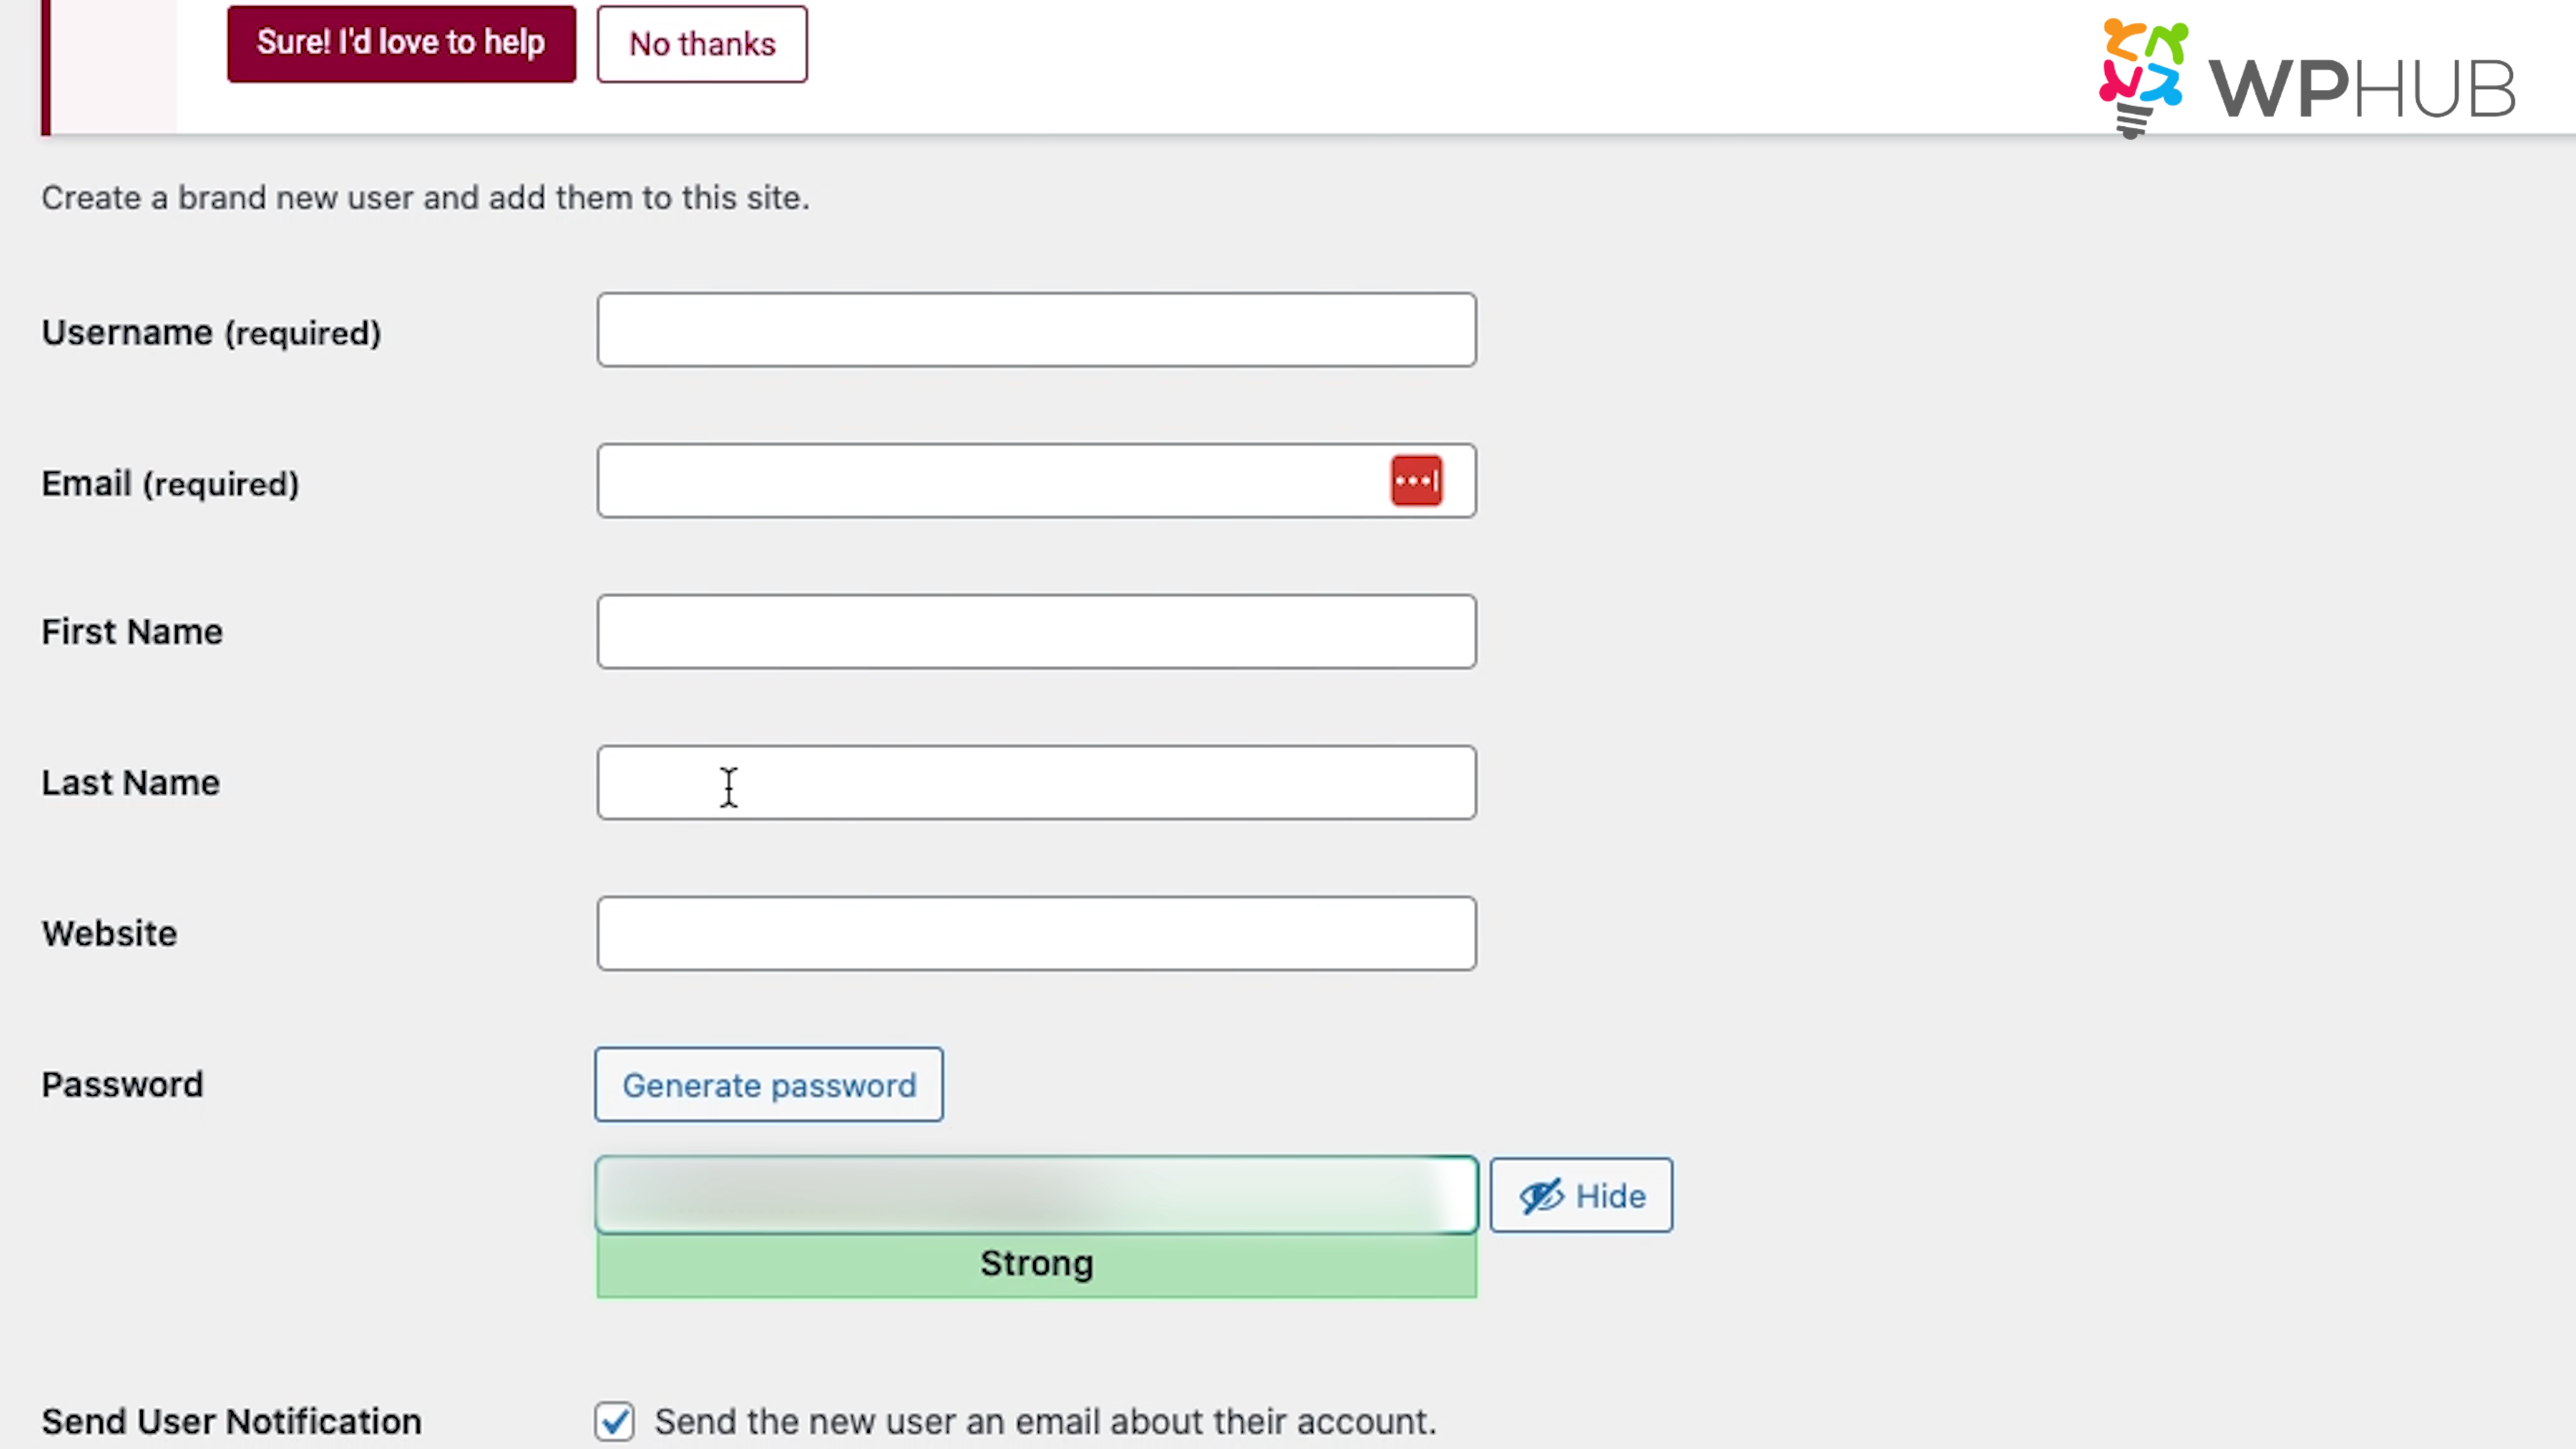 Sure! I'd love to help
No thanks
WPHUB
Create a brand new user and add them to this site.
Username (required)
Email (required)
First Name
Last Name
Website
Password
Generate password
Hide
Strong
Send User Notification
Send the new user an email about their account.